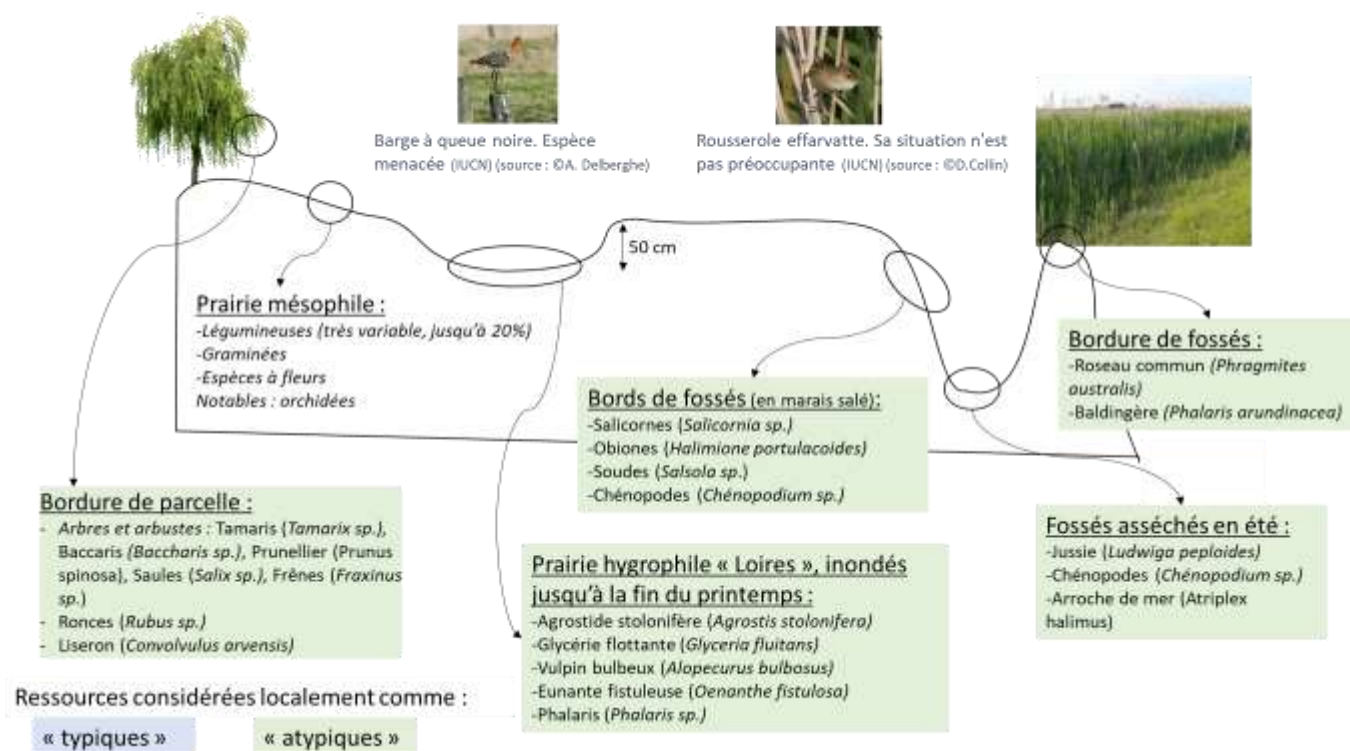 Barge à queue noire. Espèce
menacée (IUCN) (source : ©A. Delberghe)
Rousserole effarvatte. Sa situation n'est
pas préoccupante (IUCN) (source : ©D.Collin)
50 cm
Prairie mésophile :
-Légumineuses (très variable, jusqu'à 20%)
-Graminées
-Espèces à fleurs
Notables : orchidées
Bordure de fossés :
-Roseau commun (Phragmites
australis)
-Baldingère (Phalaris arundinacea)
Bords de fossés (en marais salé):
-Salicornes (Salicornia sp.)
-Obiones (Halimione portulacoides)
-Soudes (Salsola sp.)
-Chénopodes (Chénopodium sp.)
Bordure de parcelle :
- Arbres et arbustes : Tamaris (Tamarix sp.),
Baccaris (Baccharis sp.), Prunellier (Prunus
spinosa), Saules (Salix sp.), Frênes (Fraxinus
sp.)
- Ronces (Rubus sp.)
- Liseron (Convolvulus arvensis)
Fossés asséchés en été :
-Jussie (Ludwiga peploides)
-Chénopodes (Chénopodium sp.)
-Arroche de mer (Atriplex
halimus)
Prairie hygrophile « Loires », inondés
jusqu'à la fin du printemps :
-Agrostide stolonifère (Agrostis stolonifera)
-Glycérie flottante (Glyceria fluitans)
-Vulpin bulbeux (Alopecurus bulbosus)
-Eunante fistuleuse (Oenanthe fistulosa)
-Phalaris (Phalaris sp.)
Ressources considérées localement comme :
« typiques »
« atypiques »